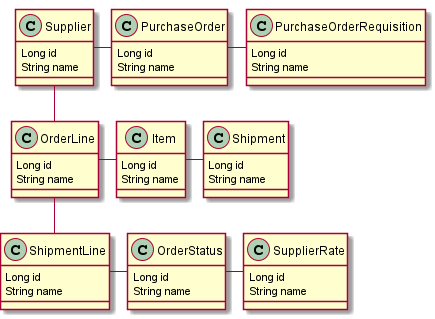 C Supplier
Long id
String name
C PurchaseOrder
Long id
String name
C PurchaseOrderRequisition
Long id
String name
C OrderLine
Long id
String name
C Item
Long id
String name
C Shipment
Long id
String name
C ShipmentLine
Long id
String name
C OrderStatus
Long id
String name
C SupplierRate
Long id
String name